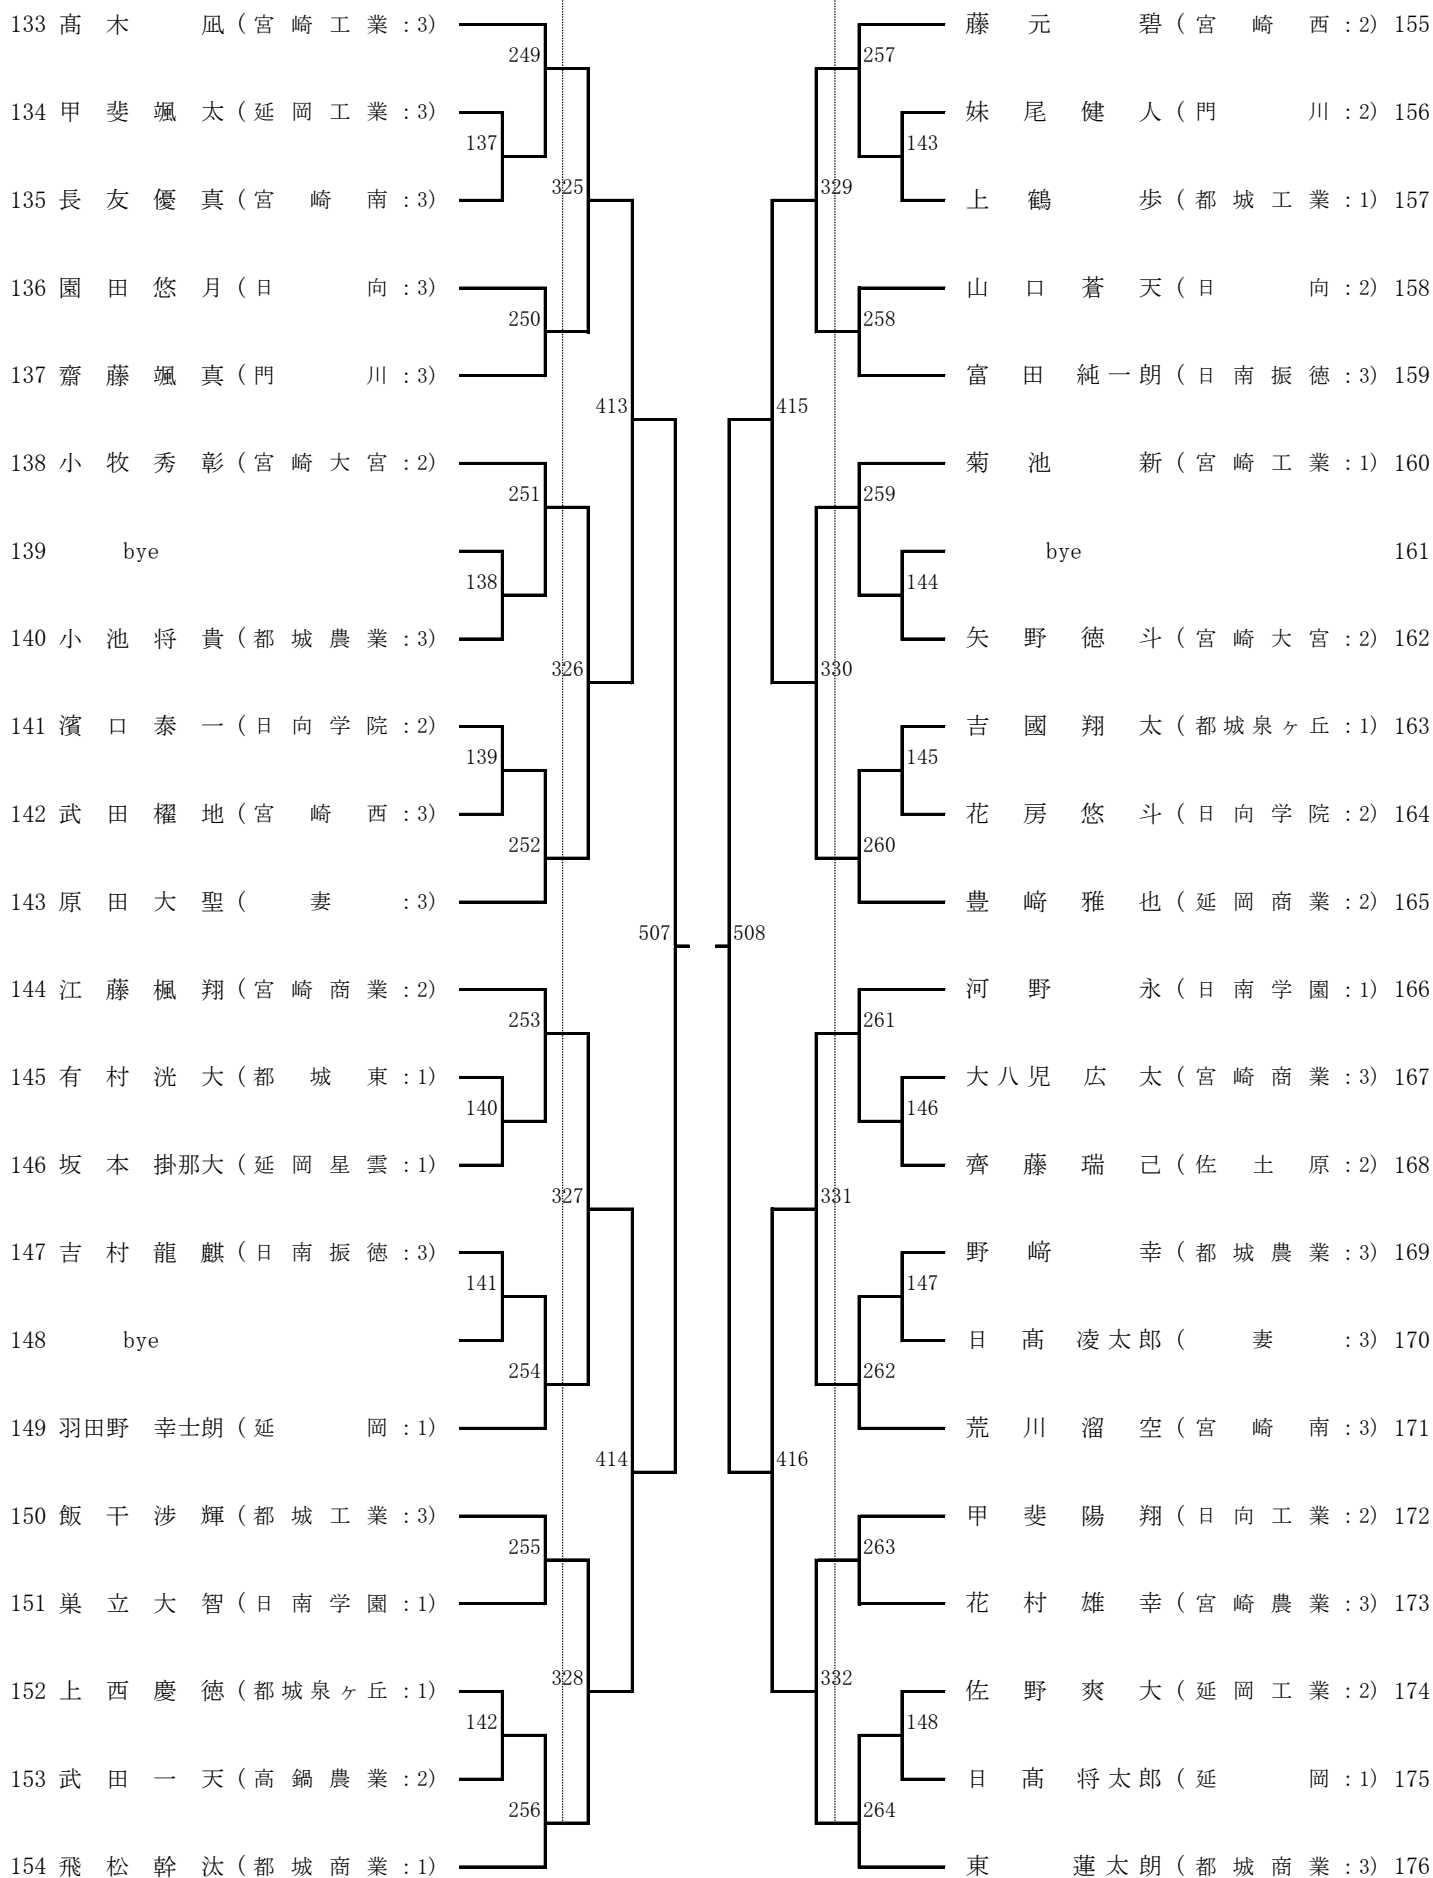 133 髙木 凪 (宮崎工業:3)
249
134 甲斐颯太 (延岡工業:3)
137
135 長友優真 (宮崎南:3)
325
136 園田悠月 (日向:3)
250
137 齋藤颯真 (門川:3)
413
138 小牧秀彰 (宮崎大宮:2)
251
139 bye
138
140 小池将貴 (都城農業:3)
326
141 濱口泰一 (日向学院:2)
139
142 武田櫂地 (宮崎西:3)
252
143 原田大聖 (妻:3)
507
144 江藤楓翔 (宮崎商業:2)
253
145 有村洸大 (都城東:1)
140
146 坂本掛那大 (延岡星雲:1)
327
147 吉村龍麒 (日南振徳:3)
141
148 bye
254
149 羽田野幸士朗 (延岡:1)
414
150 飯干渉輝 (都城工業:3)
255
151 巣立大智 (日南学園:1)
328
152 上西慶徳 (都城泉ヶ丘:1)
142
153 武田一天 (高鍋農業:2)
256
154 飛松幹汰 (都城商業:1)
藤元 碧 (宮崎西:2) 155
257
妹尾健人 (門川:2) 156
143
上鶴 歩 (都城工業:1) 157
329
山口蒼天 (日向:2) 158
258
富田純一朗 (日南振徳:3) 159
415
菊池 新 (宮崎工業:1) 160
259
bye 161
144
矢野徳斗 (宮崎大宮:2) 162
330
吉國翔太 (都城泉ヶ丘:1) 163
145
花房悠斗 (日向学院:2) 164
260
豊﨑雅也 (延岡商業:2) 165
508
河野 永 (日南学園:1) 166
261
大八児広太 (宮崎商業:3) 167
146
齊藤瑞己 (佐土原:2) 168
331
野﨑 幸 (都城農業:3) 169
147
日髙凌太郎 (妻:3) 170
262
荒川溜空 (宮崎南:3) 171
416
甲斐陽翔 (日向工業:2) 172
263
花村雄幸 (宮崎農業:3) 173
332
佐野爽大 (延岡工業:2) 174
148
日髙将太郎 (延岡:1) 175
264
東 蓮太朗 (都城商業:3) 176